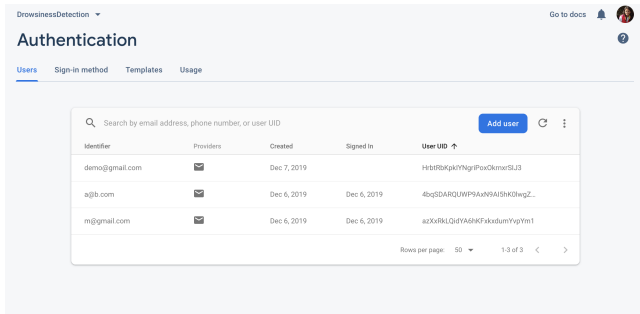 DrowsinessDetection
Go to docs
Authentication
Users Sign-in method Templates Usage
Search by email address, phone number, or user UID
Add user
Identifier Providers Created Signed In User UID
demo@gmail.com Dec 7, 2019 HrbtRbKpkIYNgriPoxOkmxrSIJ3
a@b.com Dec 6, 2019 Dec 6, 2019 4bqSDARQUWP9AxN9AI5hK0lwgZ...
m@gmail.com Dec 6, 2019 Dec 6, 2019 azXxRkLQidYA6hKFxkxdumYvpYm1
Rows per page: 50 1-3 of 3